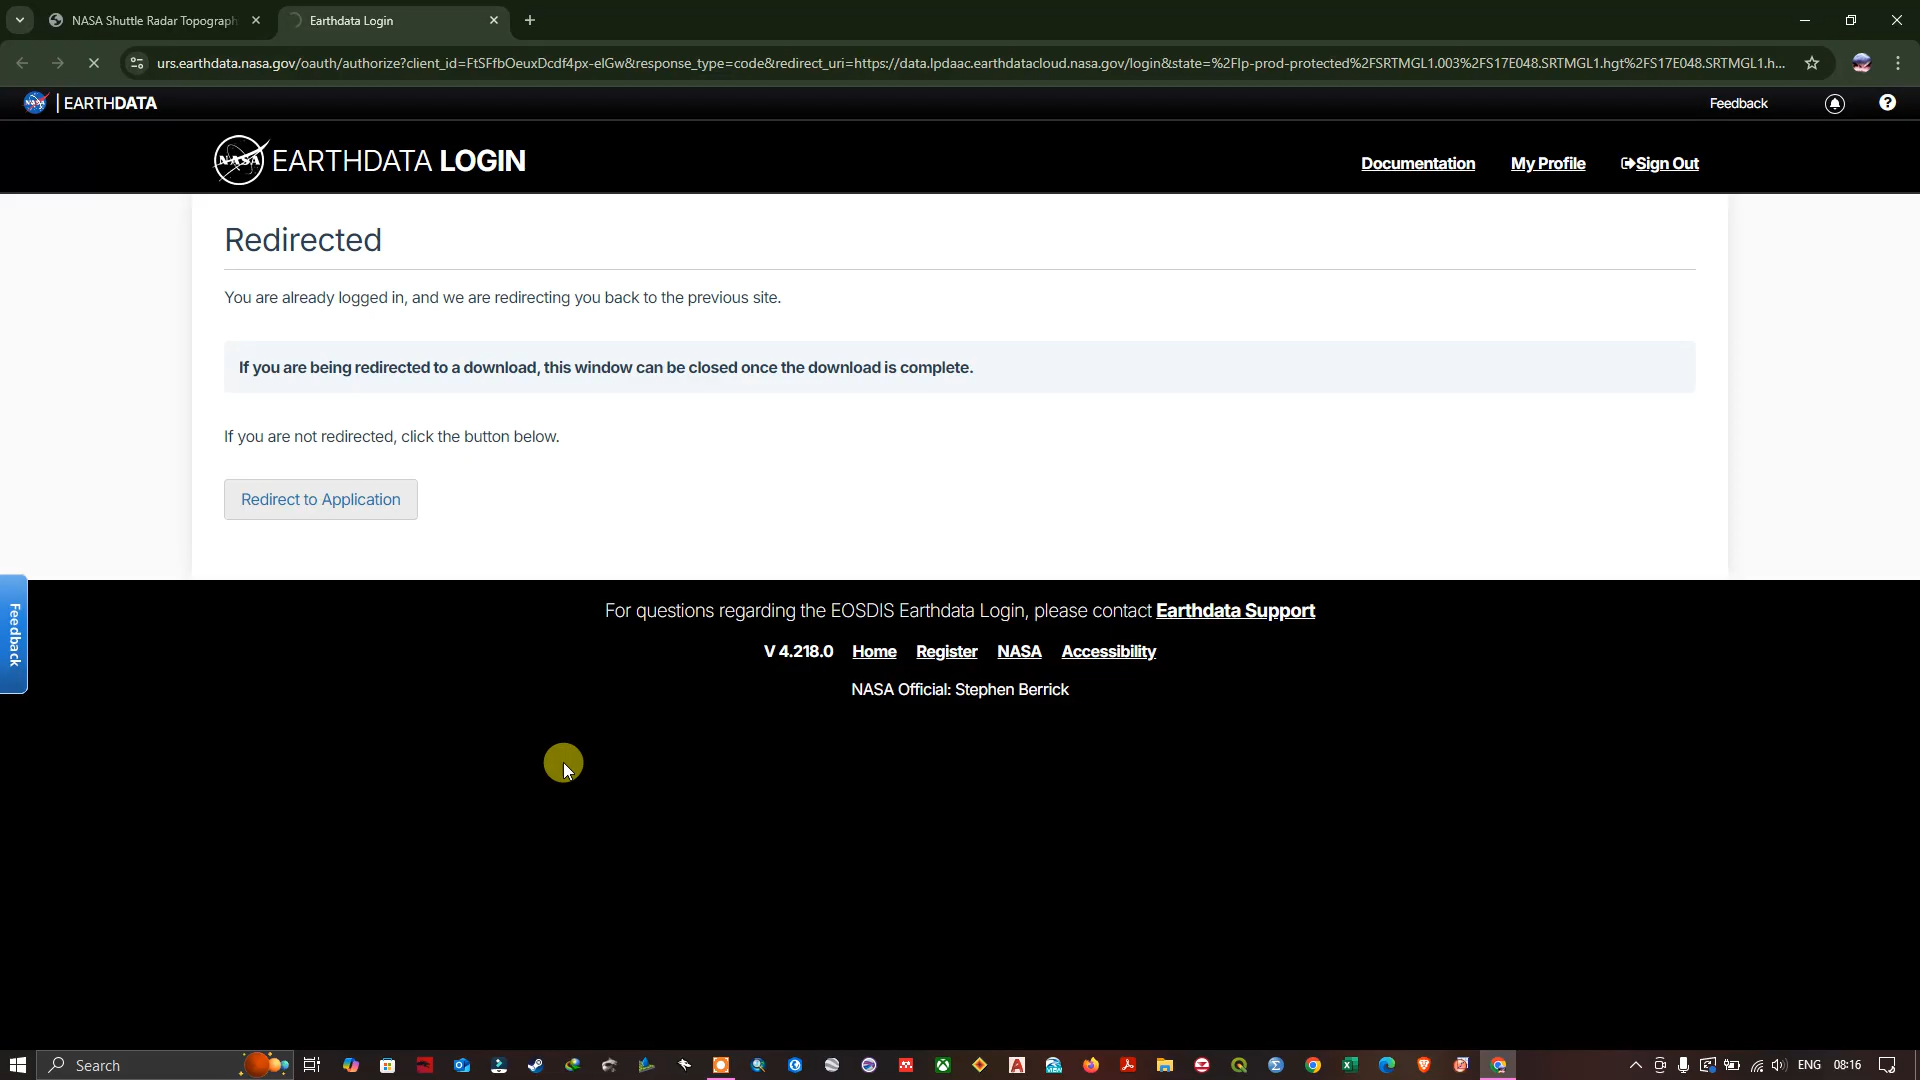 NASA Shuttle Radar Topograph
Earthdata Login
urs.earthdata.nasa.gov/oauth/authorize?client_id=FtSFfbOeuxDcdf4px-elGw&response_type=code&redirect_uri=https://data.lpdaac.earthdatacloud.nasa.gov/login&state=%2Flp-prod-protected%2FSRTMGL1.003%2FS17E048.SRTMGL1.hgt%2FS17E048.SRTMGL1.h...
EARTHDATA
Feedback
NASA EARTHDATA LOGIN
Documentation
My Profile
Sign Out
Redirected
You are already logged in, and we are redirecting you back to the previous site.
If you are being redirected to a download, this window can be closed once the download is complete.
If you are not redirected, click the button below.
Redirect to Application
Feedback
For questions regarding the EOSDIS Earthdata Login, please contact Earthdata Support
V 4.218.0 Home Register NASA Accessibility
NASA Official: Stephen Berrick
Search
ENG
08:16